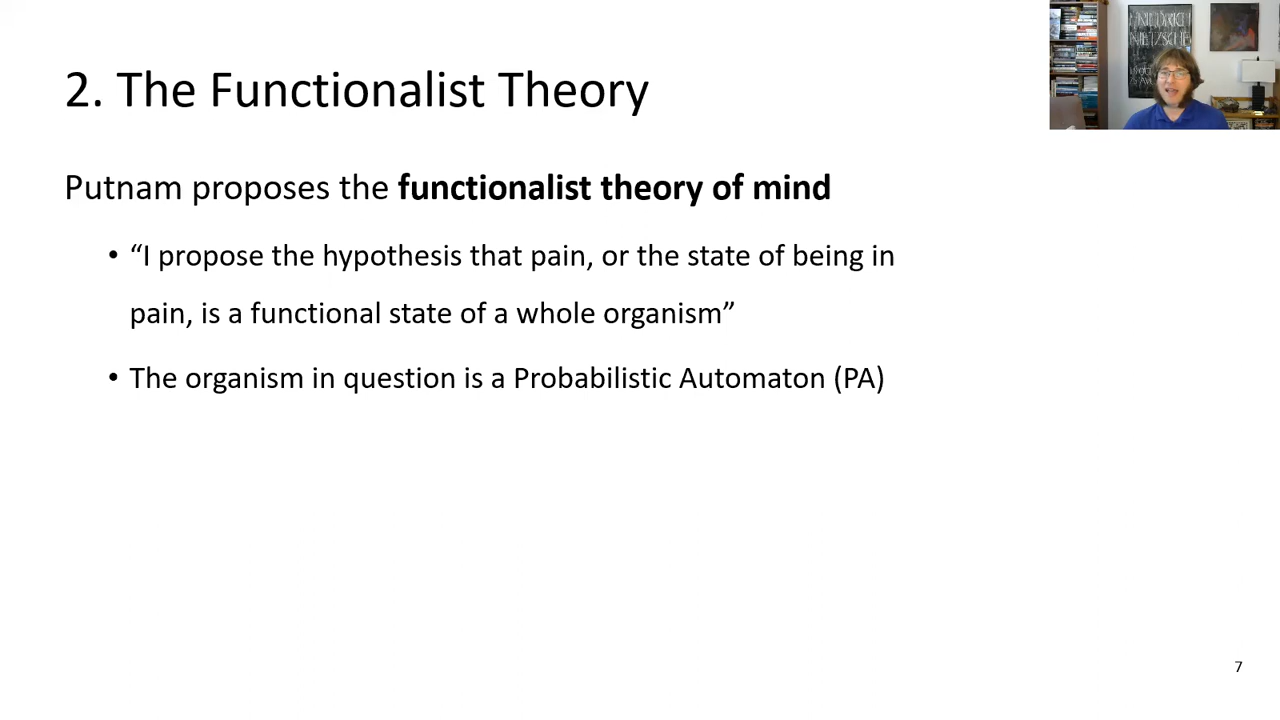 2. The Functionalist Theory
Putnam proposes the functionalist theory of mind
• “I propose the hypothesis that pain, or the state of being in
pain, is a functional state of a whole organism”
• The organism in question is a Probabilistic Automaton (PA)
NIETZSCHE
7